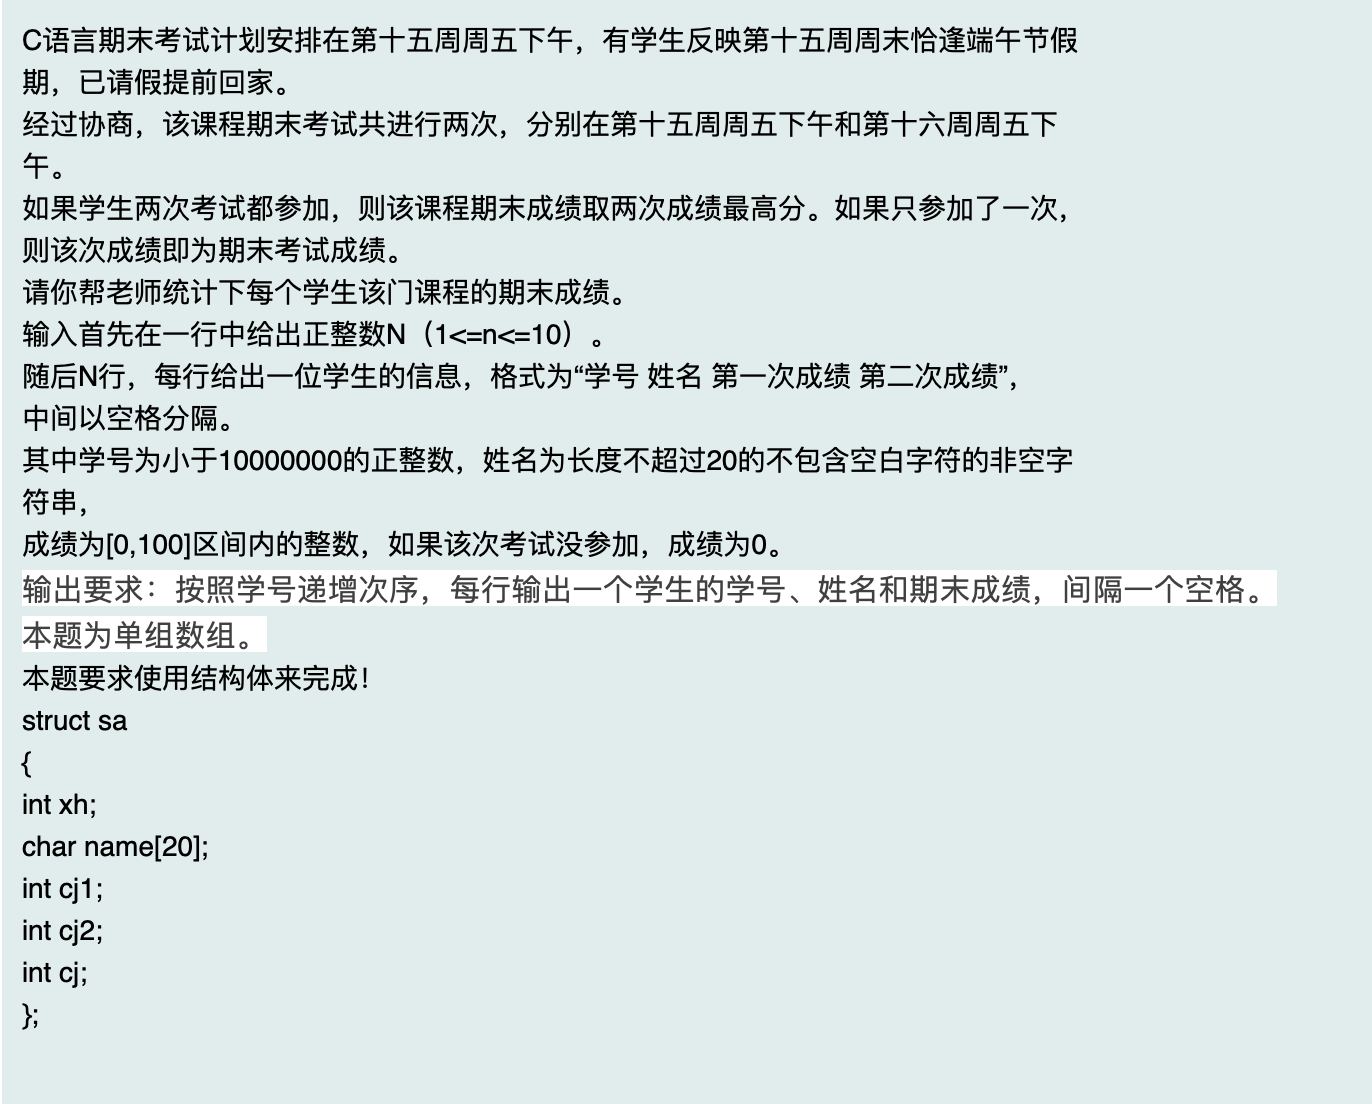 C语言期末考试计划安排在第十五周周五下午，有学生反映第十五周周末恰逢端午节假
期，已请假提前回家。
经过协商，该课程期末考试共进行两次，分别在第十五周周五下午和第十六周周五下
午。
如果学生两次考试都参加，则该课程期末成绩取两次成绩最高分。如果只参加了一次，
则该次成绩即为期末考试成绩。
请你帮老师统计下每个学生该门课程的期末成绩。
输入首先在一行中给出正整数N（1<=n<=10）。
随后N行，每行给出一位学生的信息，格式为“学号 姓名 第一次成绩 第二次成绩”，
中间以空格分隔。
其中学号为小于10000000的正整数，姓名为长度不超过20的不包含空白字符的非空字
符串，
成绩为[0,100]区间内的整数，如果该次考试没参加，成绩为0。
输出要求：按照学号递增次序，每行输出一个学生的学号、姓名和期末成绩，间隔一个空格。
本题为单组数组。
本题要求使用结构体来完成！
struct sa
{
int xh;
char name[20];
int cj1;
int cj2;
int cj;
};